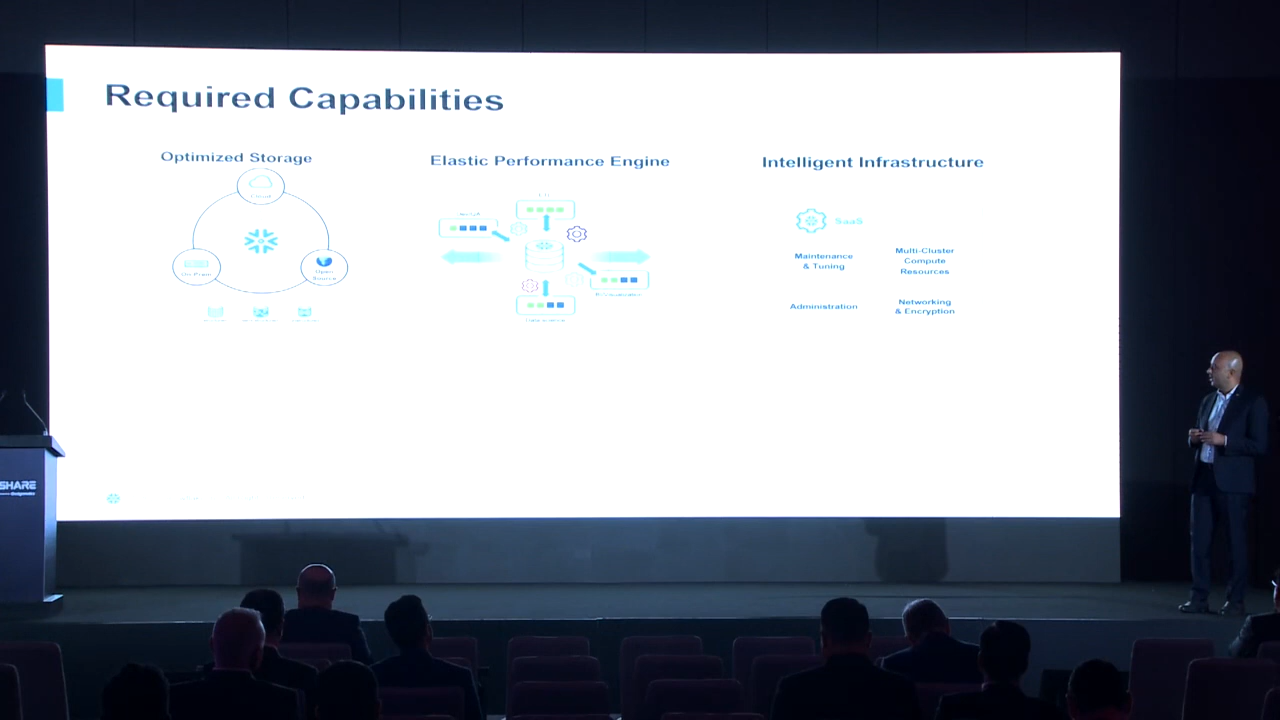 Required Capabilities
Optimized Storage
Cloud
On-Prem
Open
Source
Elastic Performance Engine
Intelligent Infrastructure
SaaS
Maintenance
& Tuning
Multi-Cluster
Compute
Resources
Administration
Networking
& Encryption
SHARE